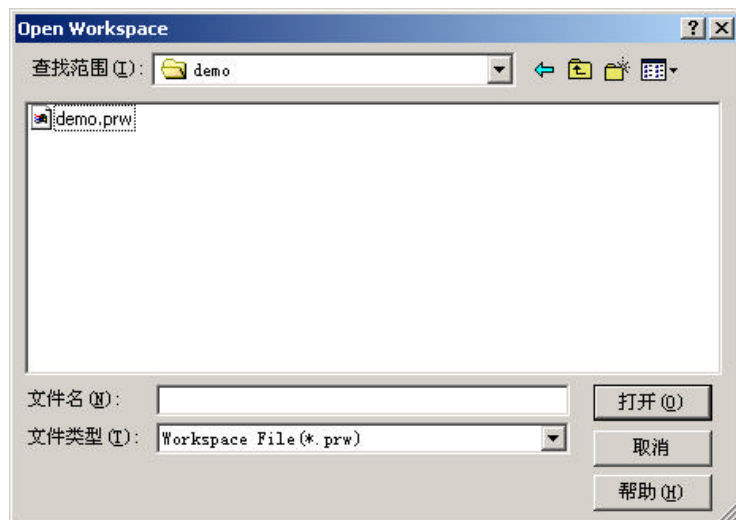 Open Workspace
查找范围(I): demo
demo.prw
文件名(N):
打开(O)
文件类型(T): Workspace File(*.prw)
取消
帮助(H)